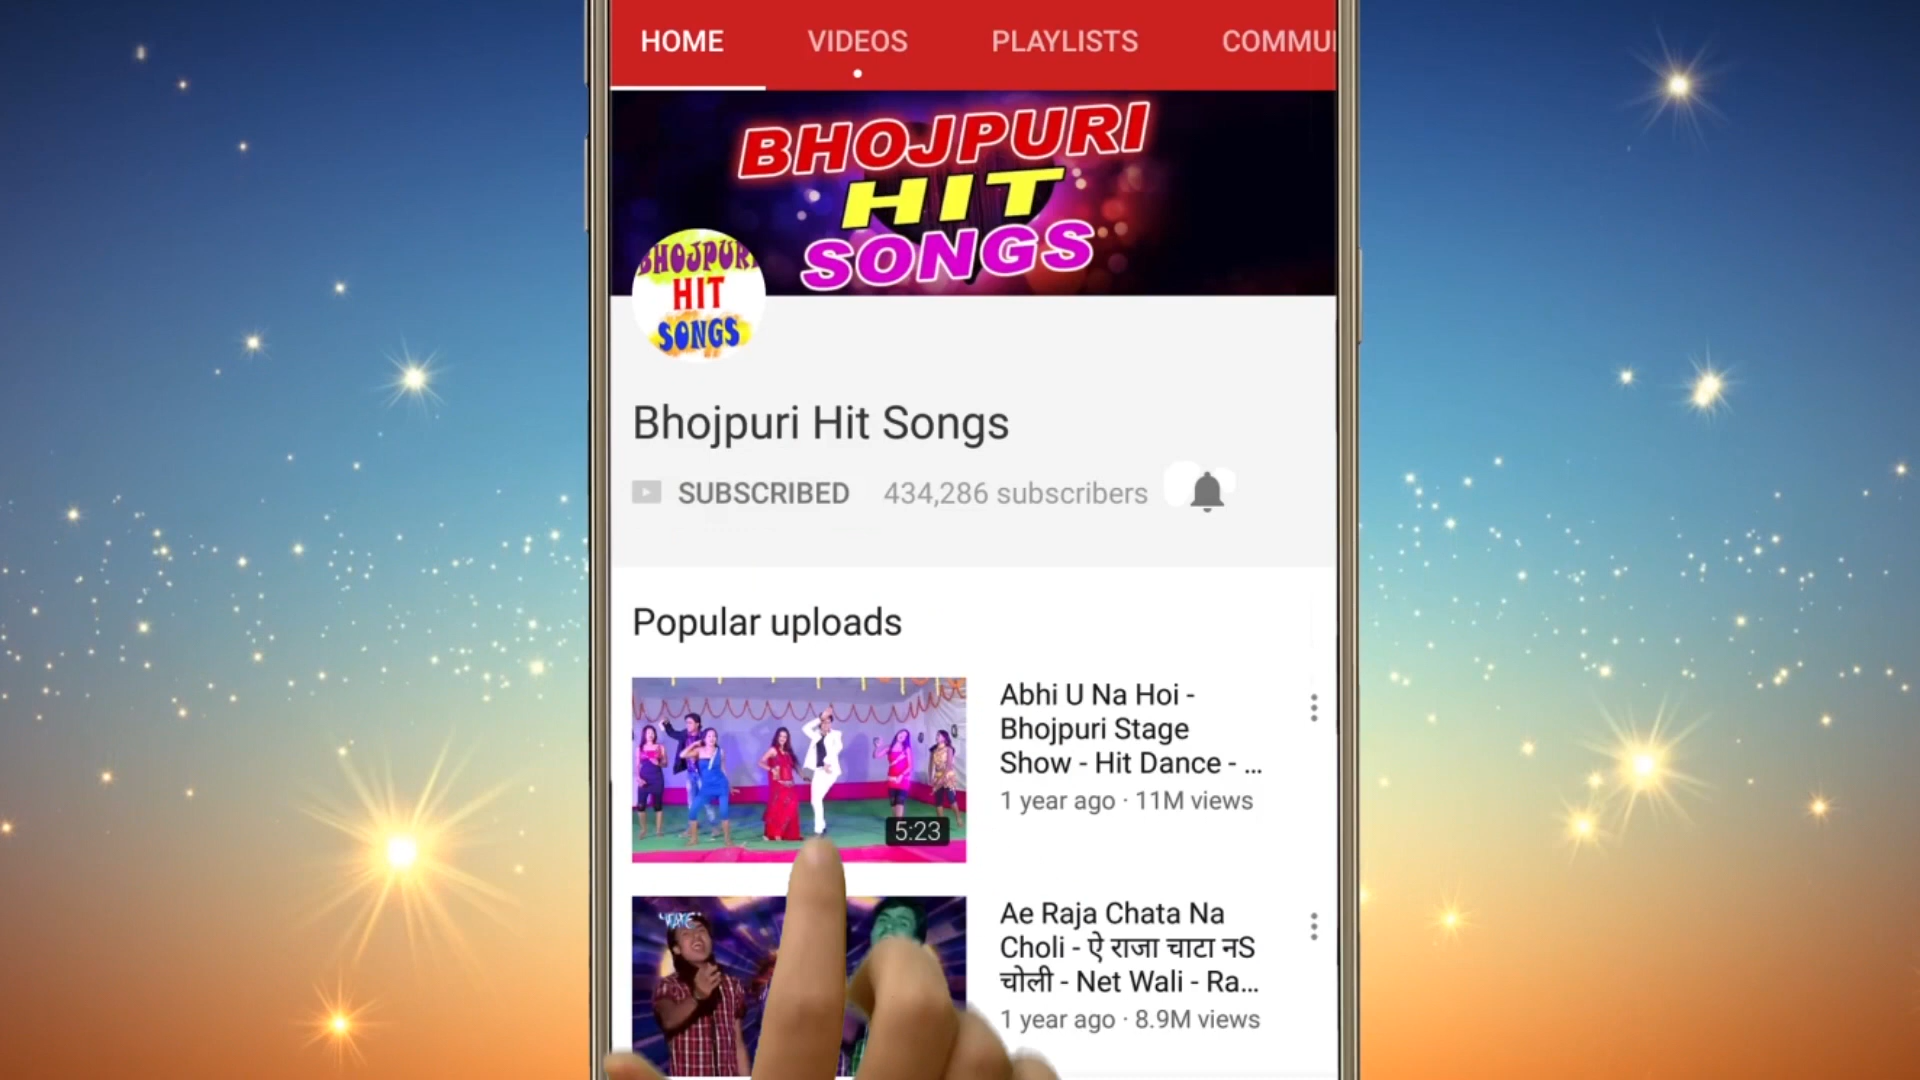 HOME VIDEOS PLAYLISTS COMMU
BHOJPURI
HIT
SONGS
BHOJPURI
HIT
SONGS
Bhojpuri Hit Songs
SUBSCRIBED 434,286 subscribers
Popular uploads
Abhi U Na Hoi -
Bhojpuri Stage
Show - Hit Dance - ...
1 year ago · 11M views
5:23
Ae Raja Chata Na
Choli - ऐ राजा चाटा नS
चोली - Net Wali - Ra...
1 year ago · 8.9M views